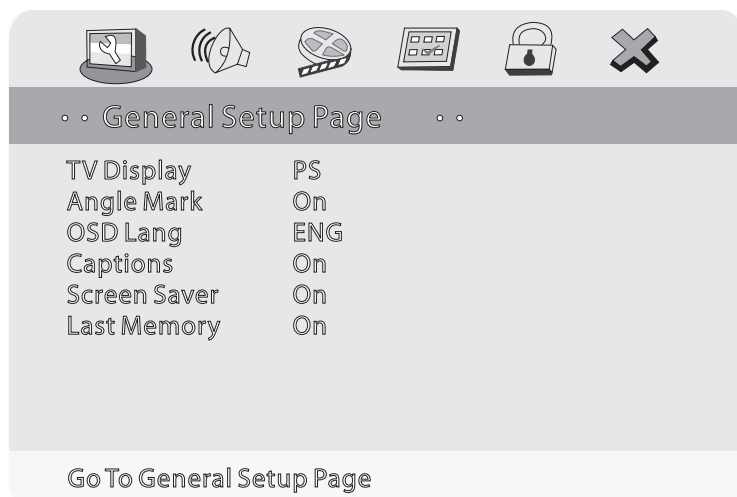 General Setup Page
TV Display PS
Angle Mark On
OSD Lang ENG
Captions On
Screen Saver On
Last Memory On
Go To General Setup Page